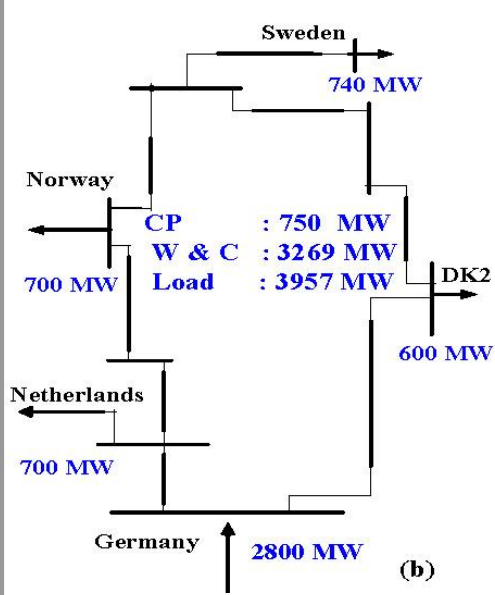 Sweden
740 MW
Norway
CP : 750 MW
W & C : 3269 MW
Load : 3957 MW
700 MW
DK2
600 MW
Netherlands
700 MW
Germany
2800 MW
(b)